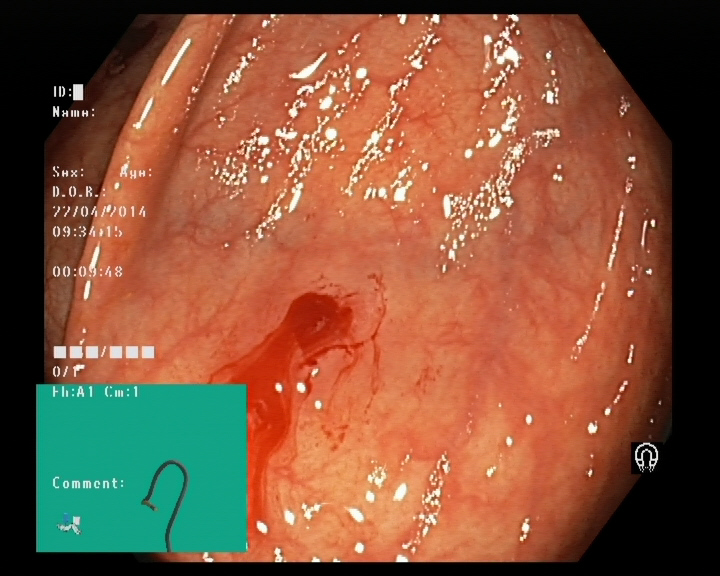 ID:
Name:
Sex: Age:
D.O.B.:
22/04/2014
09:34:15
00:09:48
/
0/1
Eh:A1 Cm:1
Comment: